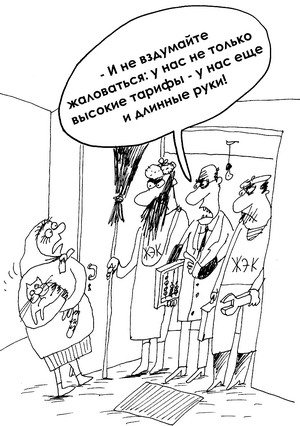 - И не вздумайте
жаловаться: у нас не только
высокие тарифы - у нас еще
и длинные руки!
ЖЭК
ЖЭК